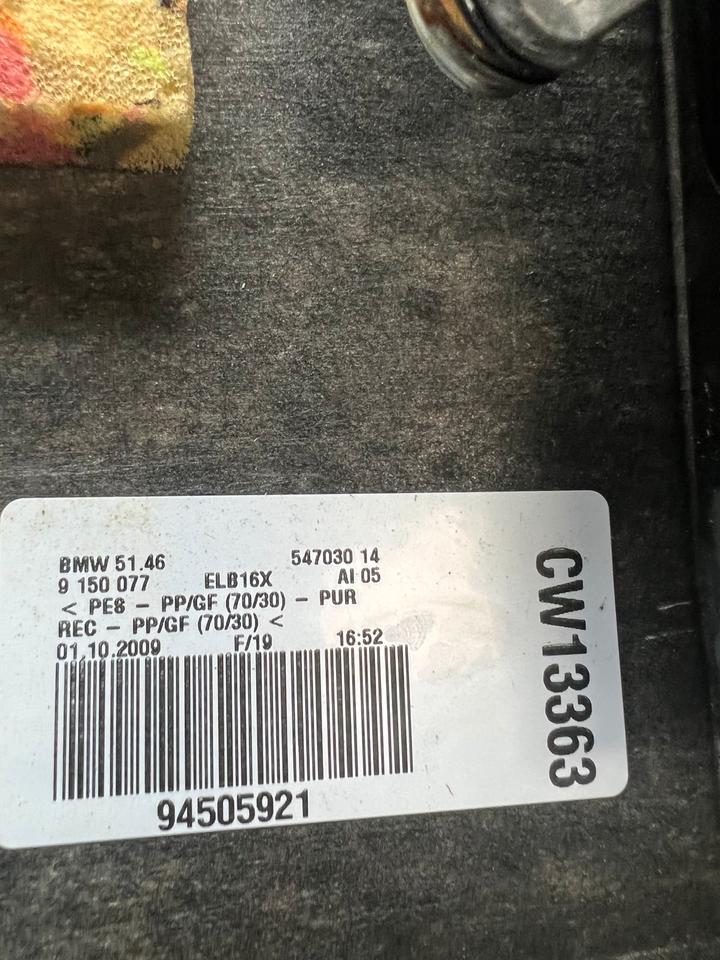 BMW 51.46 547030 14
9 150 077 ELB16X AI 05
< PES - PP/GF (70/30) - PUR
REC - PP/GF (70/30) <
01.10.2009 F/19 16:52
94505921
CW13363